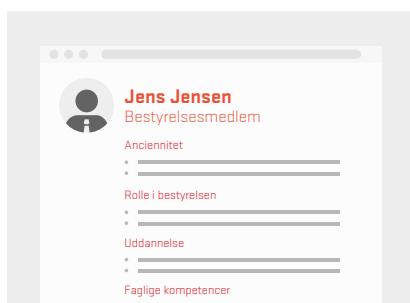 Jens Jensen
Bestyrelsesmedlem
Anciennitet
Rolle i bestyrelsen
Uddannelse
Faglige kompetencer